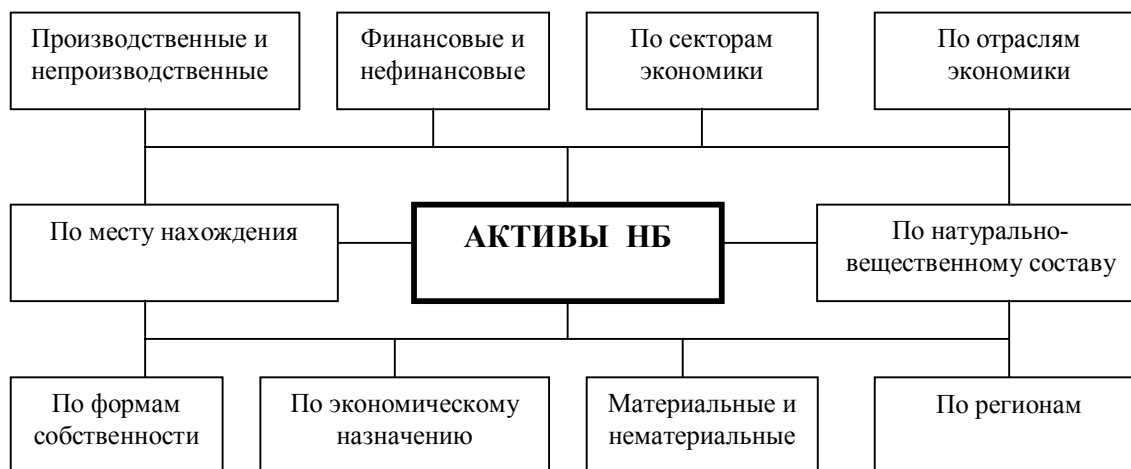 Производственные и
непроизводственные
Финансовые и
нефинансовые
По секторам
экономики
По отраслям
экономики
По месту нахождения
АКТИВЫ НБ
По натурально-
вещественному составу
По формам
собственности
По экономическому
назначению
Материальные и
нематериальные
По регионам